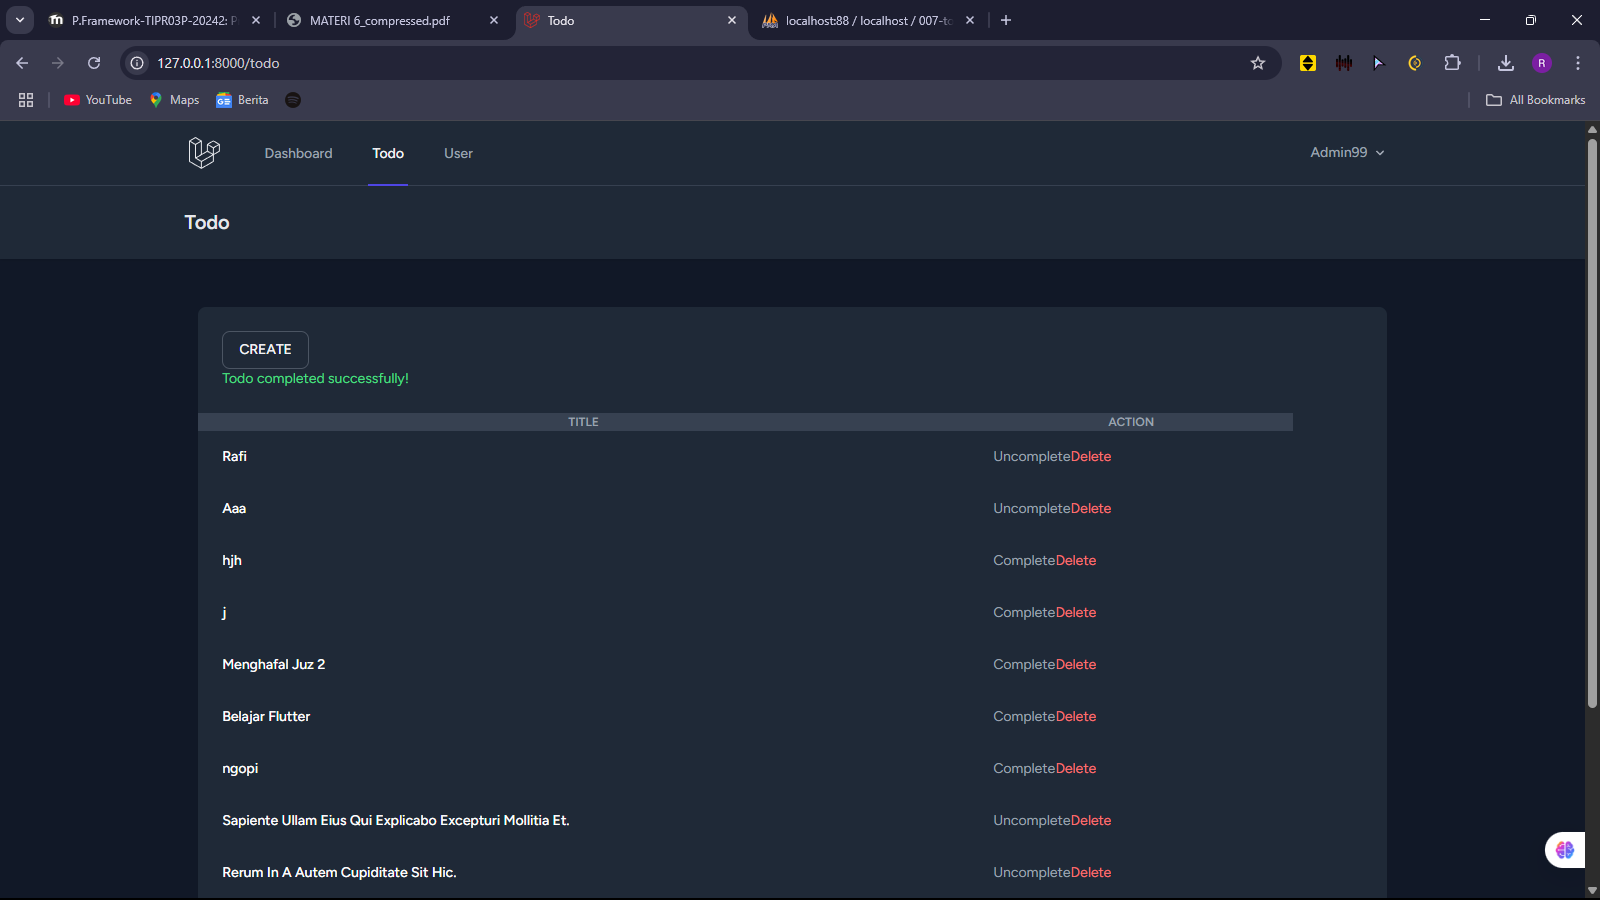 P.Framework-TIPR03P-20242: P
MATERI 6_compressed.pdf
Todo
localhost:88 / localhost / 007-to
127.0.0.1:8000/todo
R
YouTube
Maps
Berita
All Bookmarks
Dashboard
Todo
User
Admin99
Todo
CREATE
Todo completed successfully!
TITLE ACTION
Rafi UncompleteDelete
Aaa UncompleteDelete
hjh CompleteDelete
j CompleteDelete
Menghafal Juz 2 CompleteDelete
Belajar Flutter CompleteDelete
ngopi CompleteDelete
Sapiente Ullam Eius Qui Explicabo Excepturi Mollitia Et. UncompleteDelete
Rerum In A Autem Cupiditate Sit Hic. UncompleteDelete